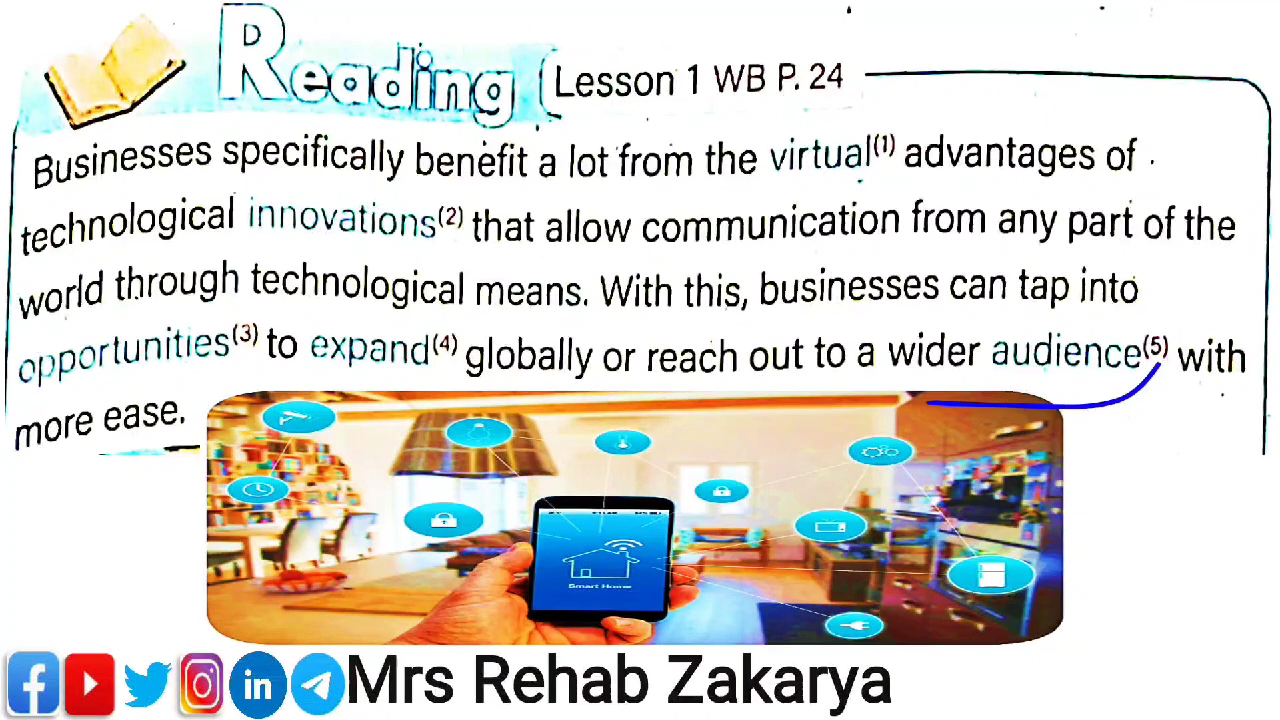 Reading
Lesson 1 WB P. 24
Businesses specifically benefit a lot from the virtual(1) advantages of
technological innovations(2) that allow communication from any part of the
world through technological means. With this, businesses can tap into
opportunities(3) to expand(4) globally or reach out to a wider audience(5) with
more ease.
Smart Home
Mrs Rehab Zakarya